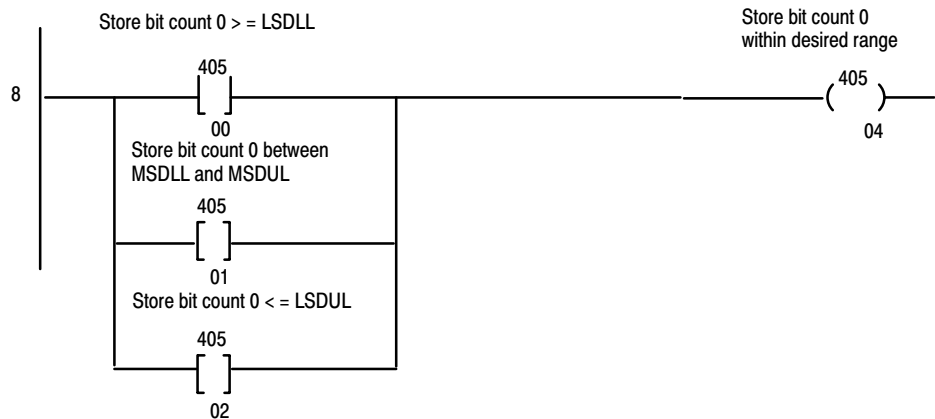 Store bit count 0 > = LSDLL
Store bit count 0
within desired range
405
405
8
00
04
Store bit count 0 between
MSDLL and MSDUL
405
01
Store bit count 0 < = LSDUL
405
02